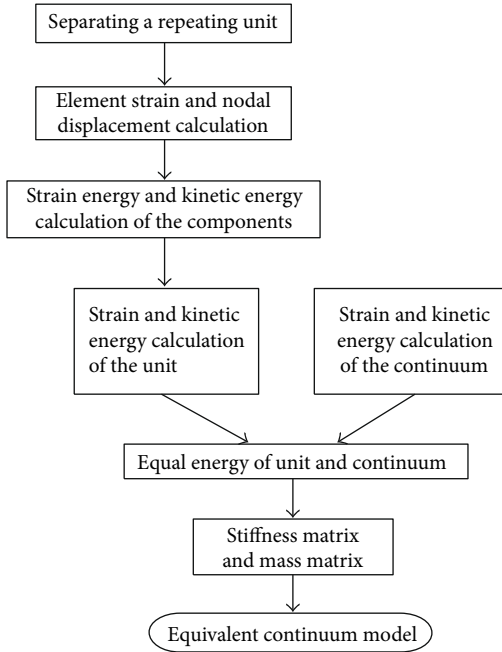 Separating a repeating unit
Element strain and nodal
displacement calculation
Strain energy and kinetic energy
calculation of the components
Strain and kinetic
energy calculation
of the unit
Strain and kinetic
energy calculation
of the continuum
Equal energy of unit and continuum
Stiffness matrix
and mass matrix
Equivalent continuum model